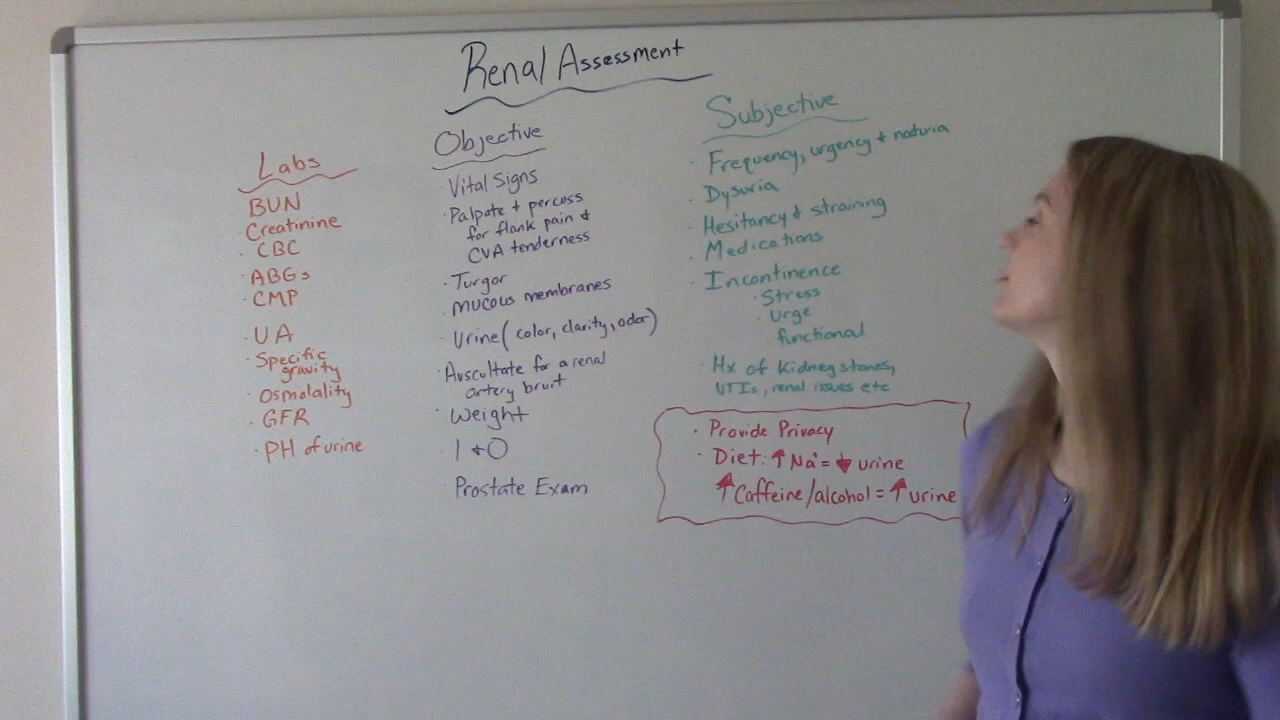 Renal Assessment
Labs
· BUN
· Creatinine
· CBC
· ABGs
· CMP
· UA
· Specific
gravity
· Osmolality
· GFR
· PH of urine
Objective
· Vital Signs
· Palpate + percuss
for flank pain &
CVA tenderness
· Turgor
· mucous membranes
· Urine (color, clarity, odor)
· Auscultate for a renal
artery bruit
· Weight
· I + O
· Prostate Exam
Subjective
· Frequency, urgency + nocturia
· Dysuria
· Hesitancy & straining
· Medications
· Incontinence
· Stress
· Urge
· functional
· Hx of Kidney stones,
UTIs, renal issues etc
· Provide Privacy
· Diet: ↑ Na⁺ = ↓ urine
↑ Caffeine/alcohol = ↑ urine